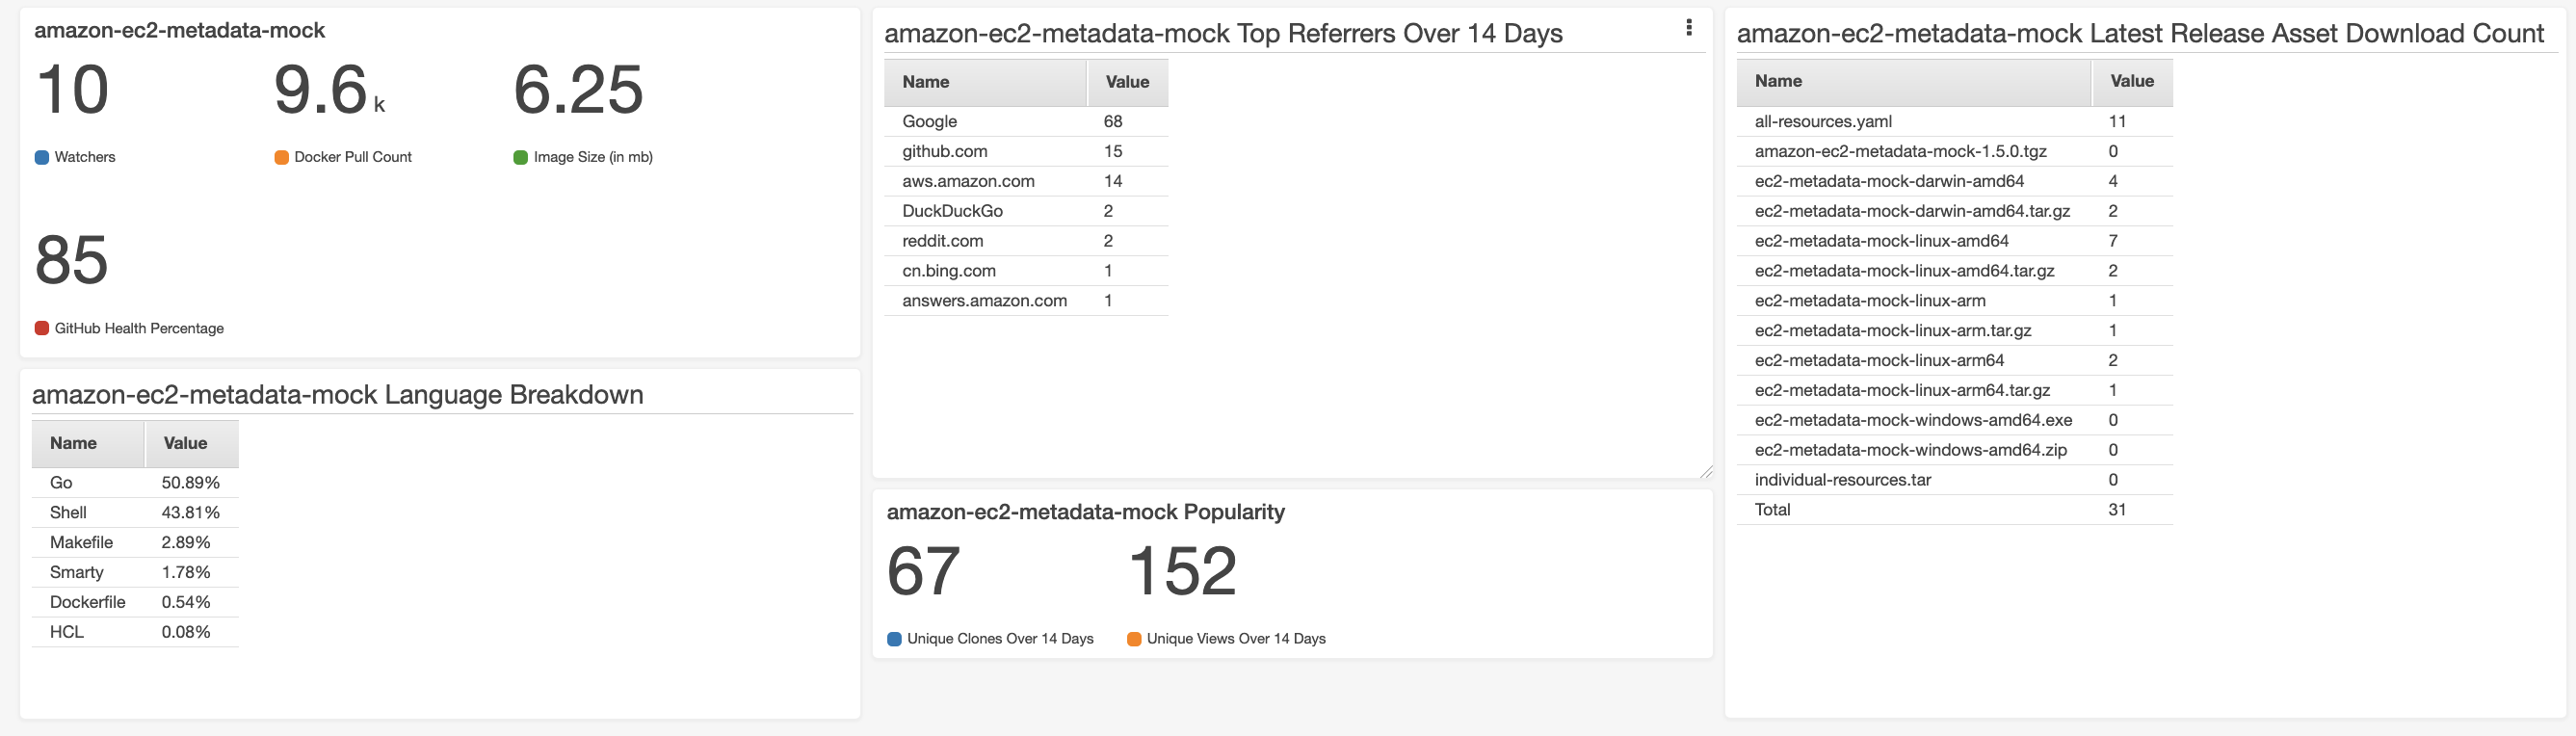 amazon-ec2-metadata-mock
10 9.6 k 6.25
Watchers Docker Pull Count Image Size (in mb)
85
GitHub Health Percentage
amazon-ec2-metadata-mock Language Breakdown
Name Value
Go 50.89%
Shell 43.81%
Makefile 2.89%
Smarty 1.78%
Dockerfile 0.54%
HCL 0.08%
amazon-ec2-metadata-mock Top Referrers Over 14 Days
Name Value
Google 68
github.com 15
aws.amazon.com 14
DuckDuckGo 2
reddit.com 2
cn.bing.com 1
answers.amazon.com 1
amazon-ec2-metadata-mock Popularity
67 152
Unique Clones Over 14 Days Unique Views Over 14 Days
amazon-ec2-metadata-mock Latest Release Asset Download Count
Name Value
all-resources.yaml 11
amazon-ec2-metadata-mock-1.5.0.tgz 0
ec2-metadata-mock-darwin-amd64 4
ec2-metadata-mock-darwin-amd64.tar.gz 2
ec2-metadata-mock-linux-amd64 7
ec2-metadata-mock-linux-amd64.tar.gz 2
ec2-metadata-mock-linux-arm 1
ec2-metadata-mock-linux-arm.tar.gz 1
ec2-metadata-mock-linux-arm64 2
ec2-metadata-mock-linux-arm64.tar.gz 1
ec2-metadata-mock-windows-amd64.exe 0
ec2-metadata-mock-windows-amd64.zip 0
individual-resources.tar 0
Total 31